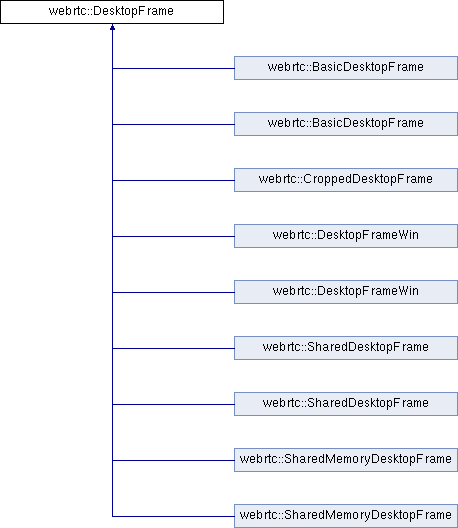 webrtc::DesktopFrame
webrtc::BasicDesktopFrame
webrtc::BasicDesktopFrame
webrtc::CroppedDesktopFrame
webrtc::DesktopFrameWin
webrtc::DesktopFrameWin
webrtc::SharedDesktopFrame
webrtc::SharedDesktopFrame
webrtc::SharedMemoryDesktopFrame
webrtc::SharedMemoryDesktopFrame